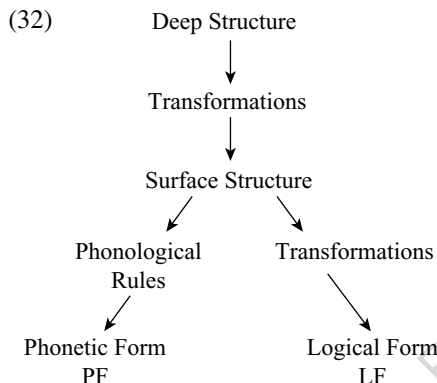 (32) Deep Structure
Transformations
Surface Structure
Phonological Transformations
Rules
Phonetic Form Logical Form
PF LF